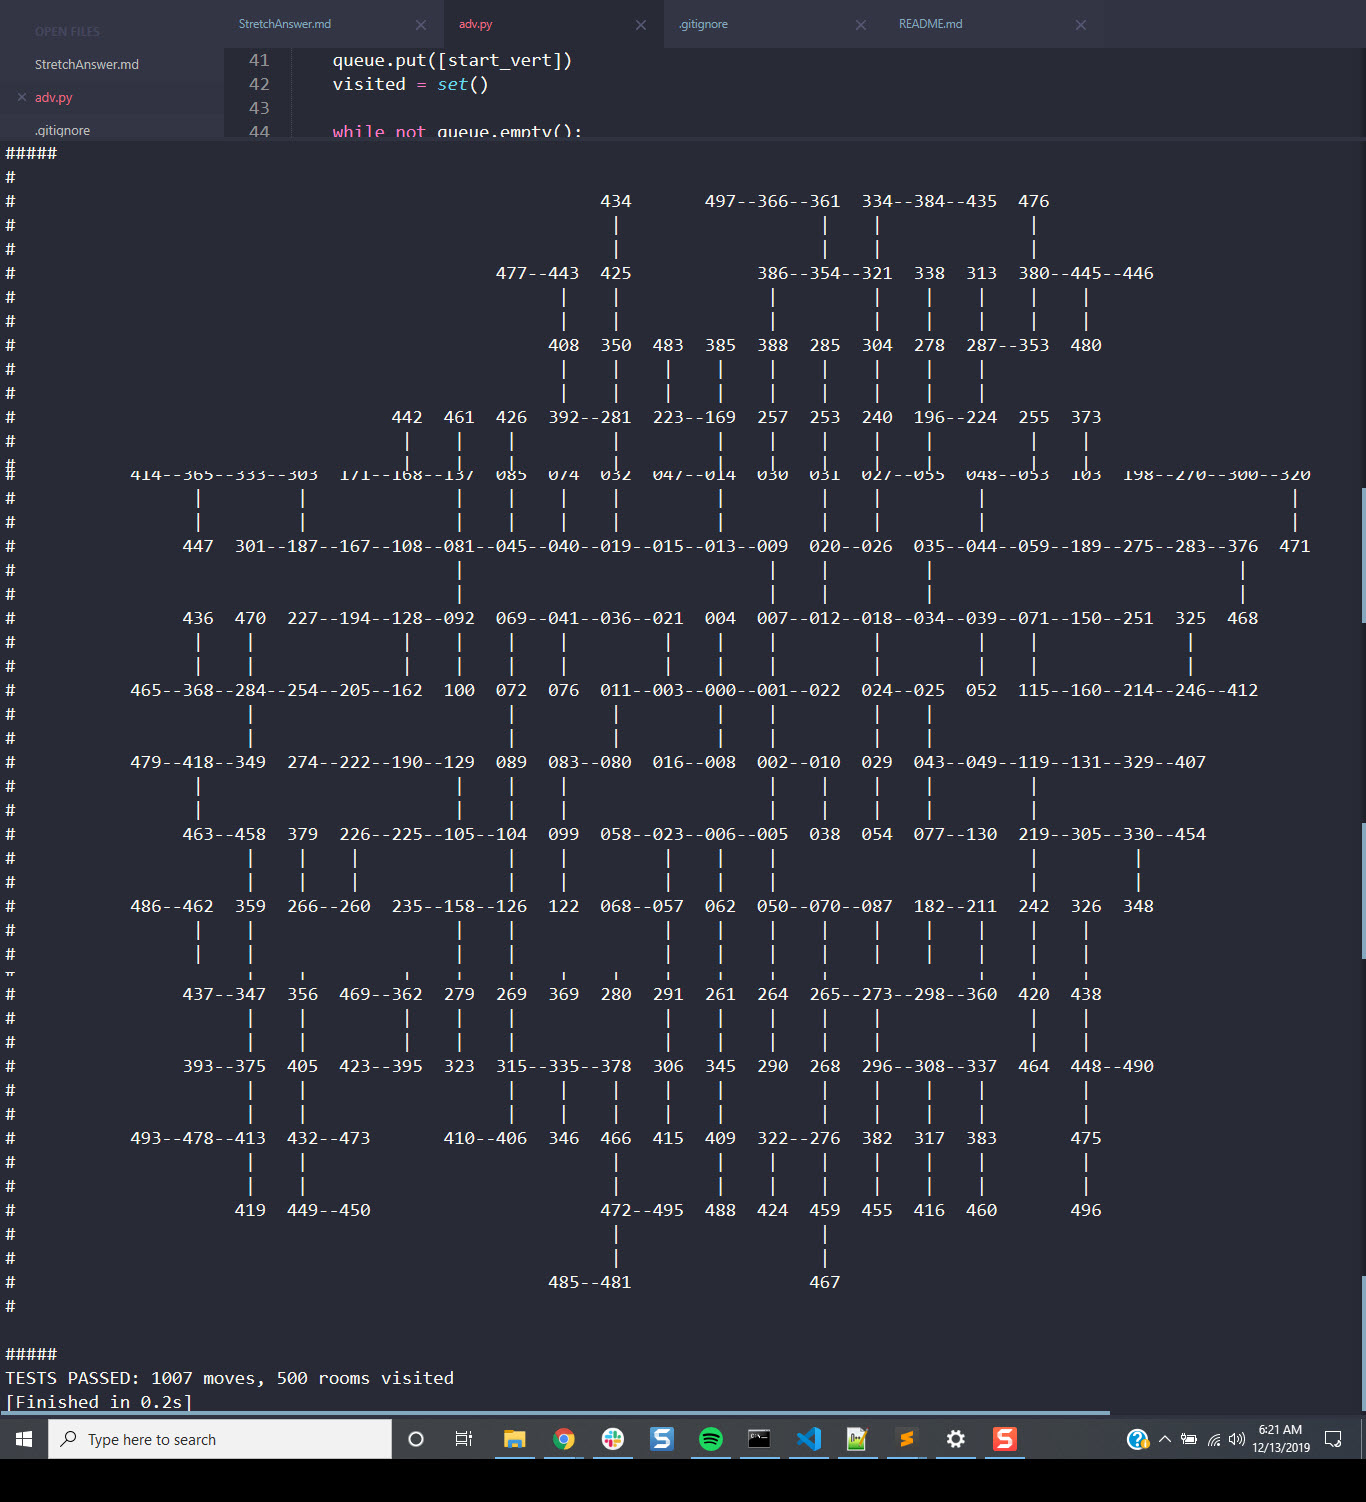 OPEN FILES
StretchAnswer.md
adv.py
.gitignore
StretchAnswer.md adv.py .gitignore README.md
41 queue.put([start_vert])
42 visited = set()
43
44 while not queue.empty():
#####
#
# 434 497--366--361 334--384--435 476
# | | | |
# | | | |
# 477--443 425 386--354--321 338 313 380--445--446
# | | | | | | | |
# | | | | | | | |
# 408 350 483 385 388 285 304 278 287--353 480
# | | | | | | | | |
# | | | | | | | | |
# 442 461 426 392--281 223--169 257 253 240 196--224 255 373
# | | | | | | | | | | |
# | | | | | | | | | | |
# 414--365--333--303 171--168--137 085 074 032 047--014 030 031 027--055 048--053 103 198--270--300--320
# | | | | | | | | | | |
# | | | | | | | | | | |
# 447 301--187--167--108--081--045--040--019--015--013--009 020--026 035--044--059--189--275--283--376 471
# | | | | |
# | | | | |
# 436 470 227--194--128--092 069--041--036--021 004 007--012--018--034--039--071--150--251 325 468
# | | | | | | | | | | | | |
# | | | | | | | | | | | | |
# 465--368--284--254--205--162 100 072 076 011--003--000--001--022 024--025 052 115--160--214--246--412
# | | | | | | |
# | | | | | | |
# 479--418--349 274--222--190--129 089 083--080 016--008 002--010 029 043--049--119--131--329--407
# | | | | | | | | |
# | | | | | | | | |
# 463--458 379 226--225--105--104 099 058--023--006--005 038 054 077--130 219--305--330--454
# | | | | | | | | | |
# | | | | | | | | | |
# 486--462 359 266--260 235--158--126 122 068--057 062 050--070--087 182--211 242 326 348
# | | | | | | | | | | | | |
# | | | | | | | | | | | | |
# 437--347 356 469--362 279 269 369 280 291 261 264 265--273--298--360 420 438
# | | | | | | | | | | | |
# | | | | | | | | | | | |
# 393--375 405 423--395 323 315--335--378 306 345 290 268 296--308--337 464 448--490
# | | | | | | | | | | | |
# | | | | | | | | | | | |
# 493--478--413 432--473 410--406 346 466 415 409 322--276 382 317 383 475
# | | | | | | | | | |
# | | | | | | | | | |
# 419 449--450 472--495 488 424 459 455 416 460 496
# | |
# | |
# 485--481 467
#
#####
TESTS PASSED: 1007 moves, 500 rooms visited
[Finished in 0.2s]
Type here to search
6:21 AM
12/13/2019